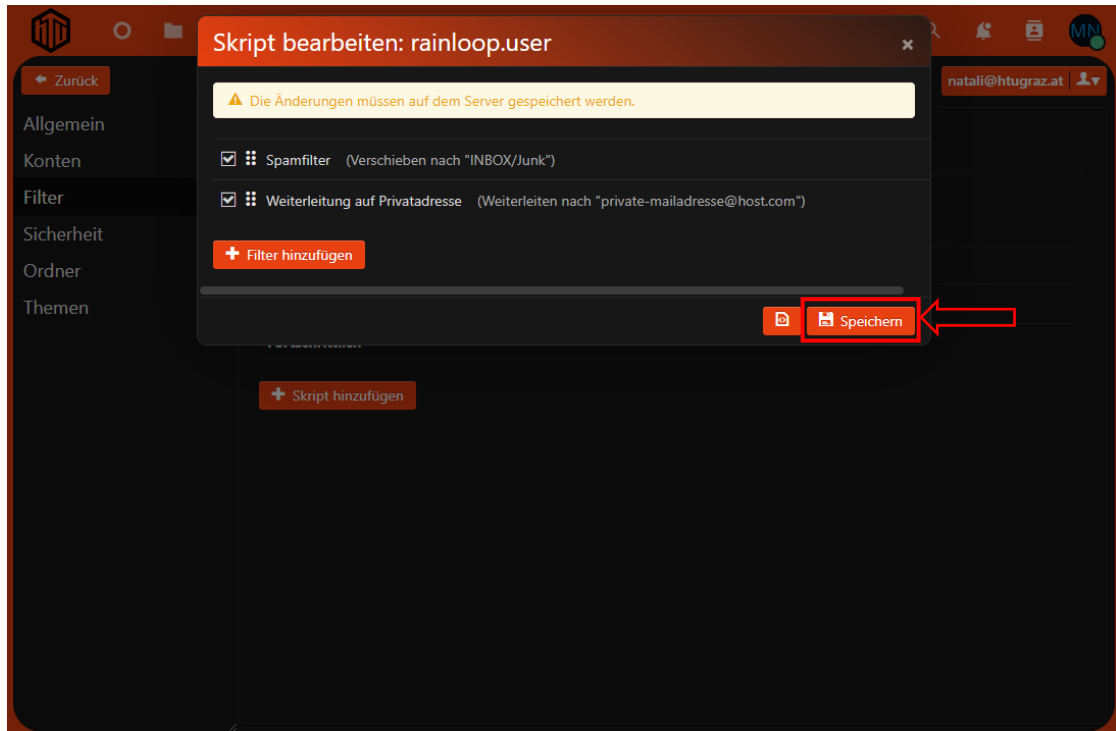 Skript bearbeiten: rainloop.user
MN
Zurück
natali@htugraz.at
Die Änderungen müssen auf dem Server gespeichert werden.
Allgemein
Konten
Filter
Sicherheit
Ordner
Themen
Spamfilter (Verschieben nach "INBOX/Junk")
Weiterleitung auf Privatadresse (Weiterleiten nach "private-mailadresse@host.com")
Filter hinzufügen
Speichern
Skript hinzufügen